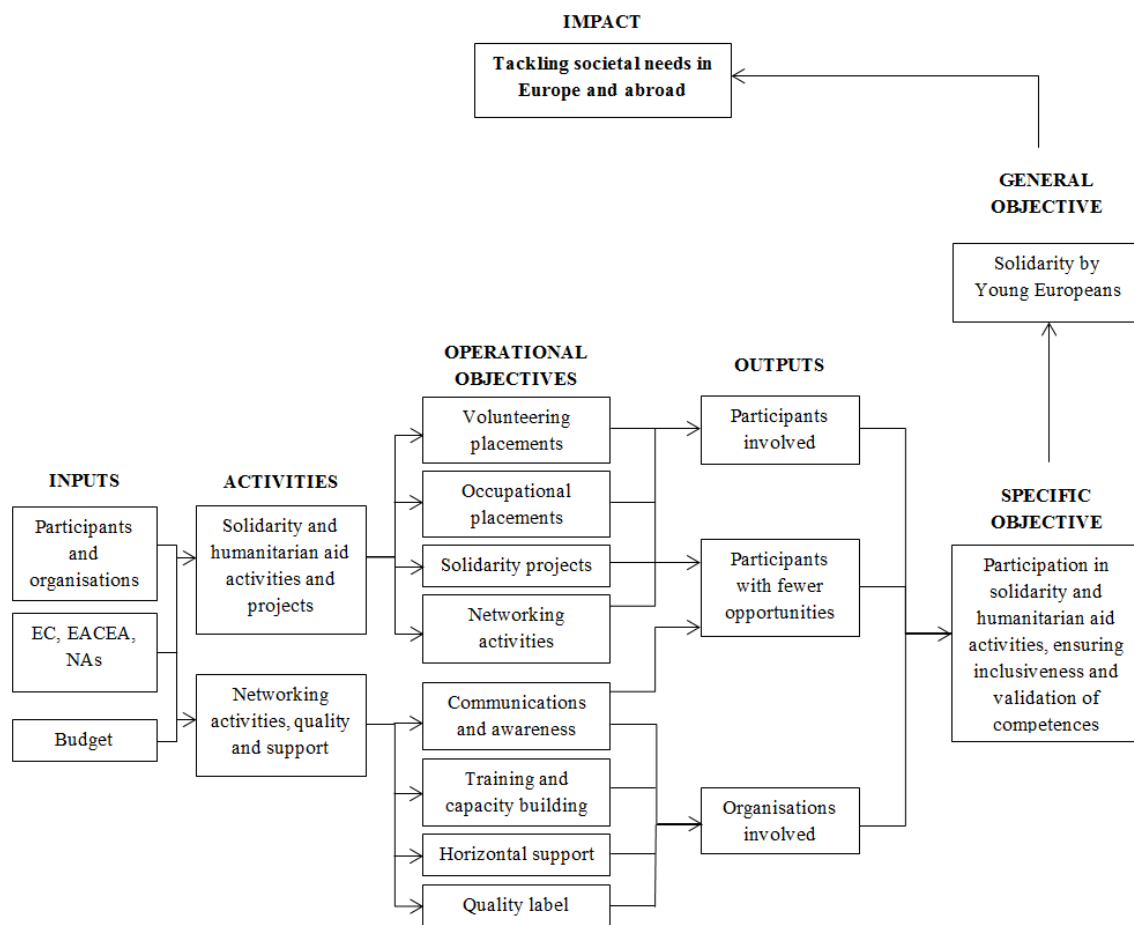 IMPACT
Tackling societal needs in
Europe and abroad
GENERAL
OBJECTIVE
Solidarity by
Young Europeans
OPERATIONAL
OBJECTIVES
OUTPUTS
Volunteering
placements
Participants
involved
INPUTS
ACTIVITIES
Occupational
placements
SPECIFIC
OBJECTIVE
Participants
and
organisations
Solidarity and
humanitarian aid
activities and
projects
Solidarity projects
Participants
with fewer
opportunities
Participation in
solidarity and
humanitarian aid
activities, ensuring
inclusiveness and
validation of
competences
Networking
activities
EC, EACEA,
NAs
Networking
activities, quality
and support
Communications
and awareness
Budget
Training and
capacity building
Organisations
involved
Horizontal support
Quality label